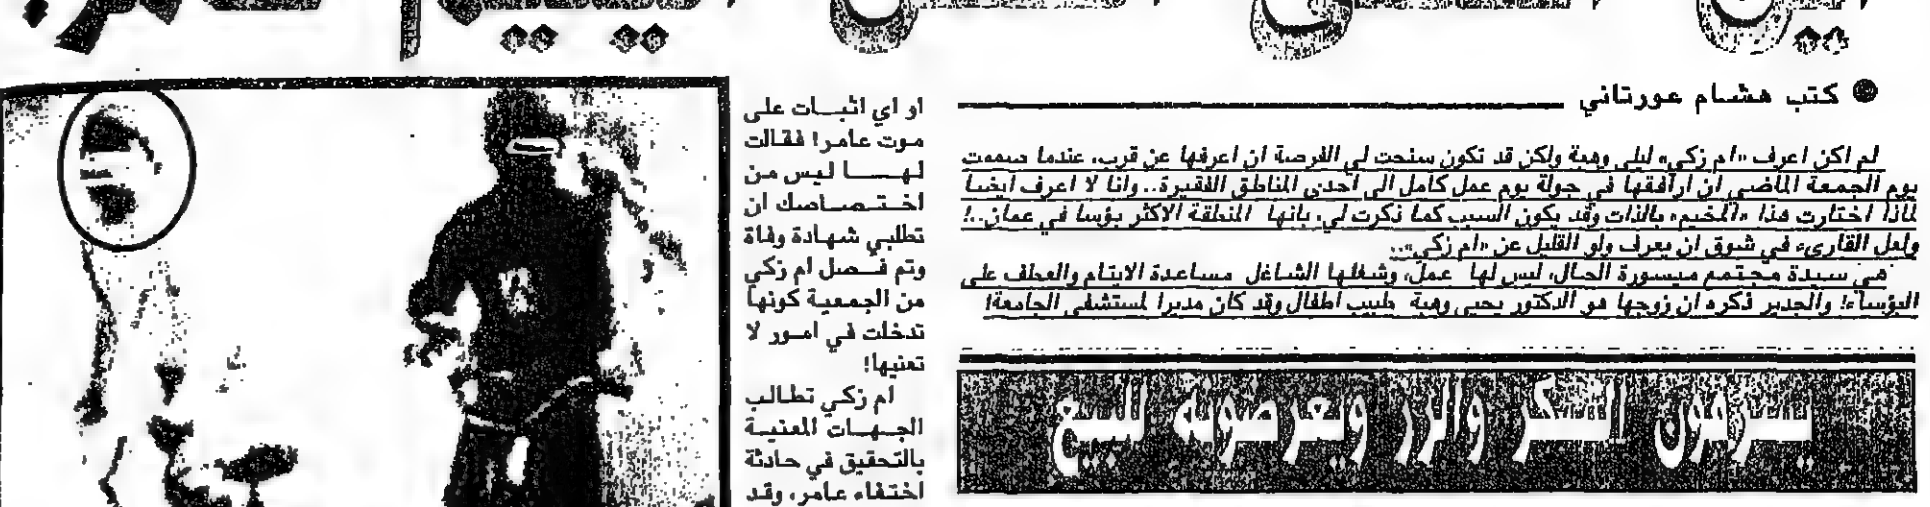 كتب هشام عورتاني
لم اكن اعرف «ام زكي» ليلى وهبة ولكن قد تكون سنحت لي الفرصة ان اعرفها عن قرب، عندما صممت
يوم الجمعة الماضي ان ارافقها في جولة يوم عمل كامل الى احدى المناطق الفقيرة.. وانا لا اعرف ايضا
لماذا اختارت هذا «المخيم» بالذات وقد يكون السبب كما ذكرت لي، بانها المنطقة الاكثر بؤسا في عمان..!
ولعل القارىء في شوق ان يعرف ولو القليل عن «ام زكي»..
هي سيدة مجتمع ميسورة الحال، ليس لها عمل، وشغلها الشاغل مساعدة الايتام والعطف على
البؤساء! والجدير ذكره ان زوجها هو الدكتور يحيى وهبة طبيب اطفال وقد كان مديرا لمستشفى الجامعة!
يسرقون السكر والرز ويعرضونه للبيع
او اي اثبات على
موت عامر! فقالت
لها ليس من
اختصاصك ان
تطلبي شهادة وفاة
وتم فصل ام زكي
من الجمعية كونها
تدخلت في امور لا
تعنيها!
ام زكي تطالب
الجهات المعنية
بالتحقيق في حادثة
اختفاء عامر، وقد